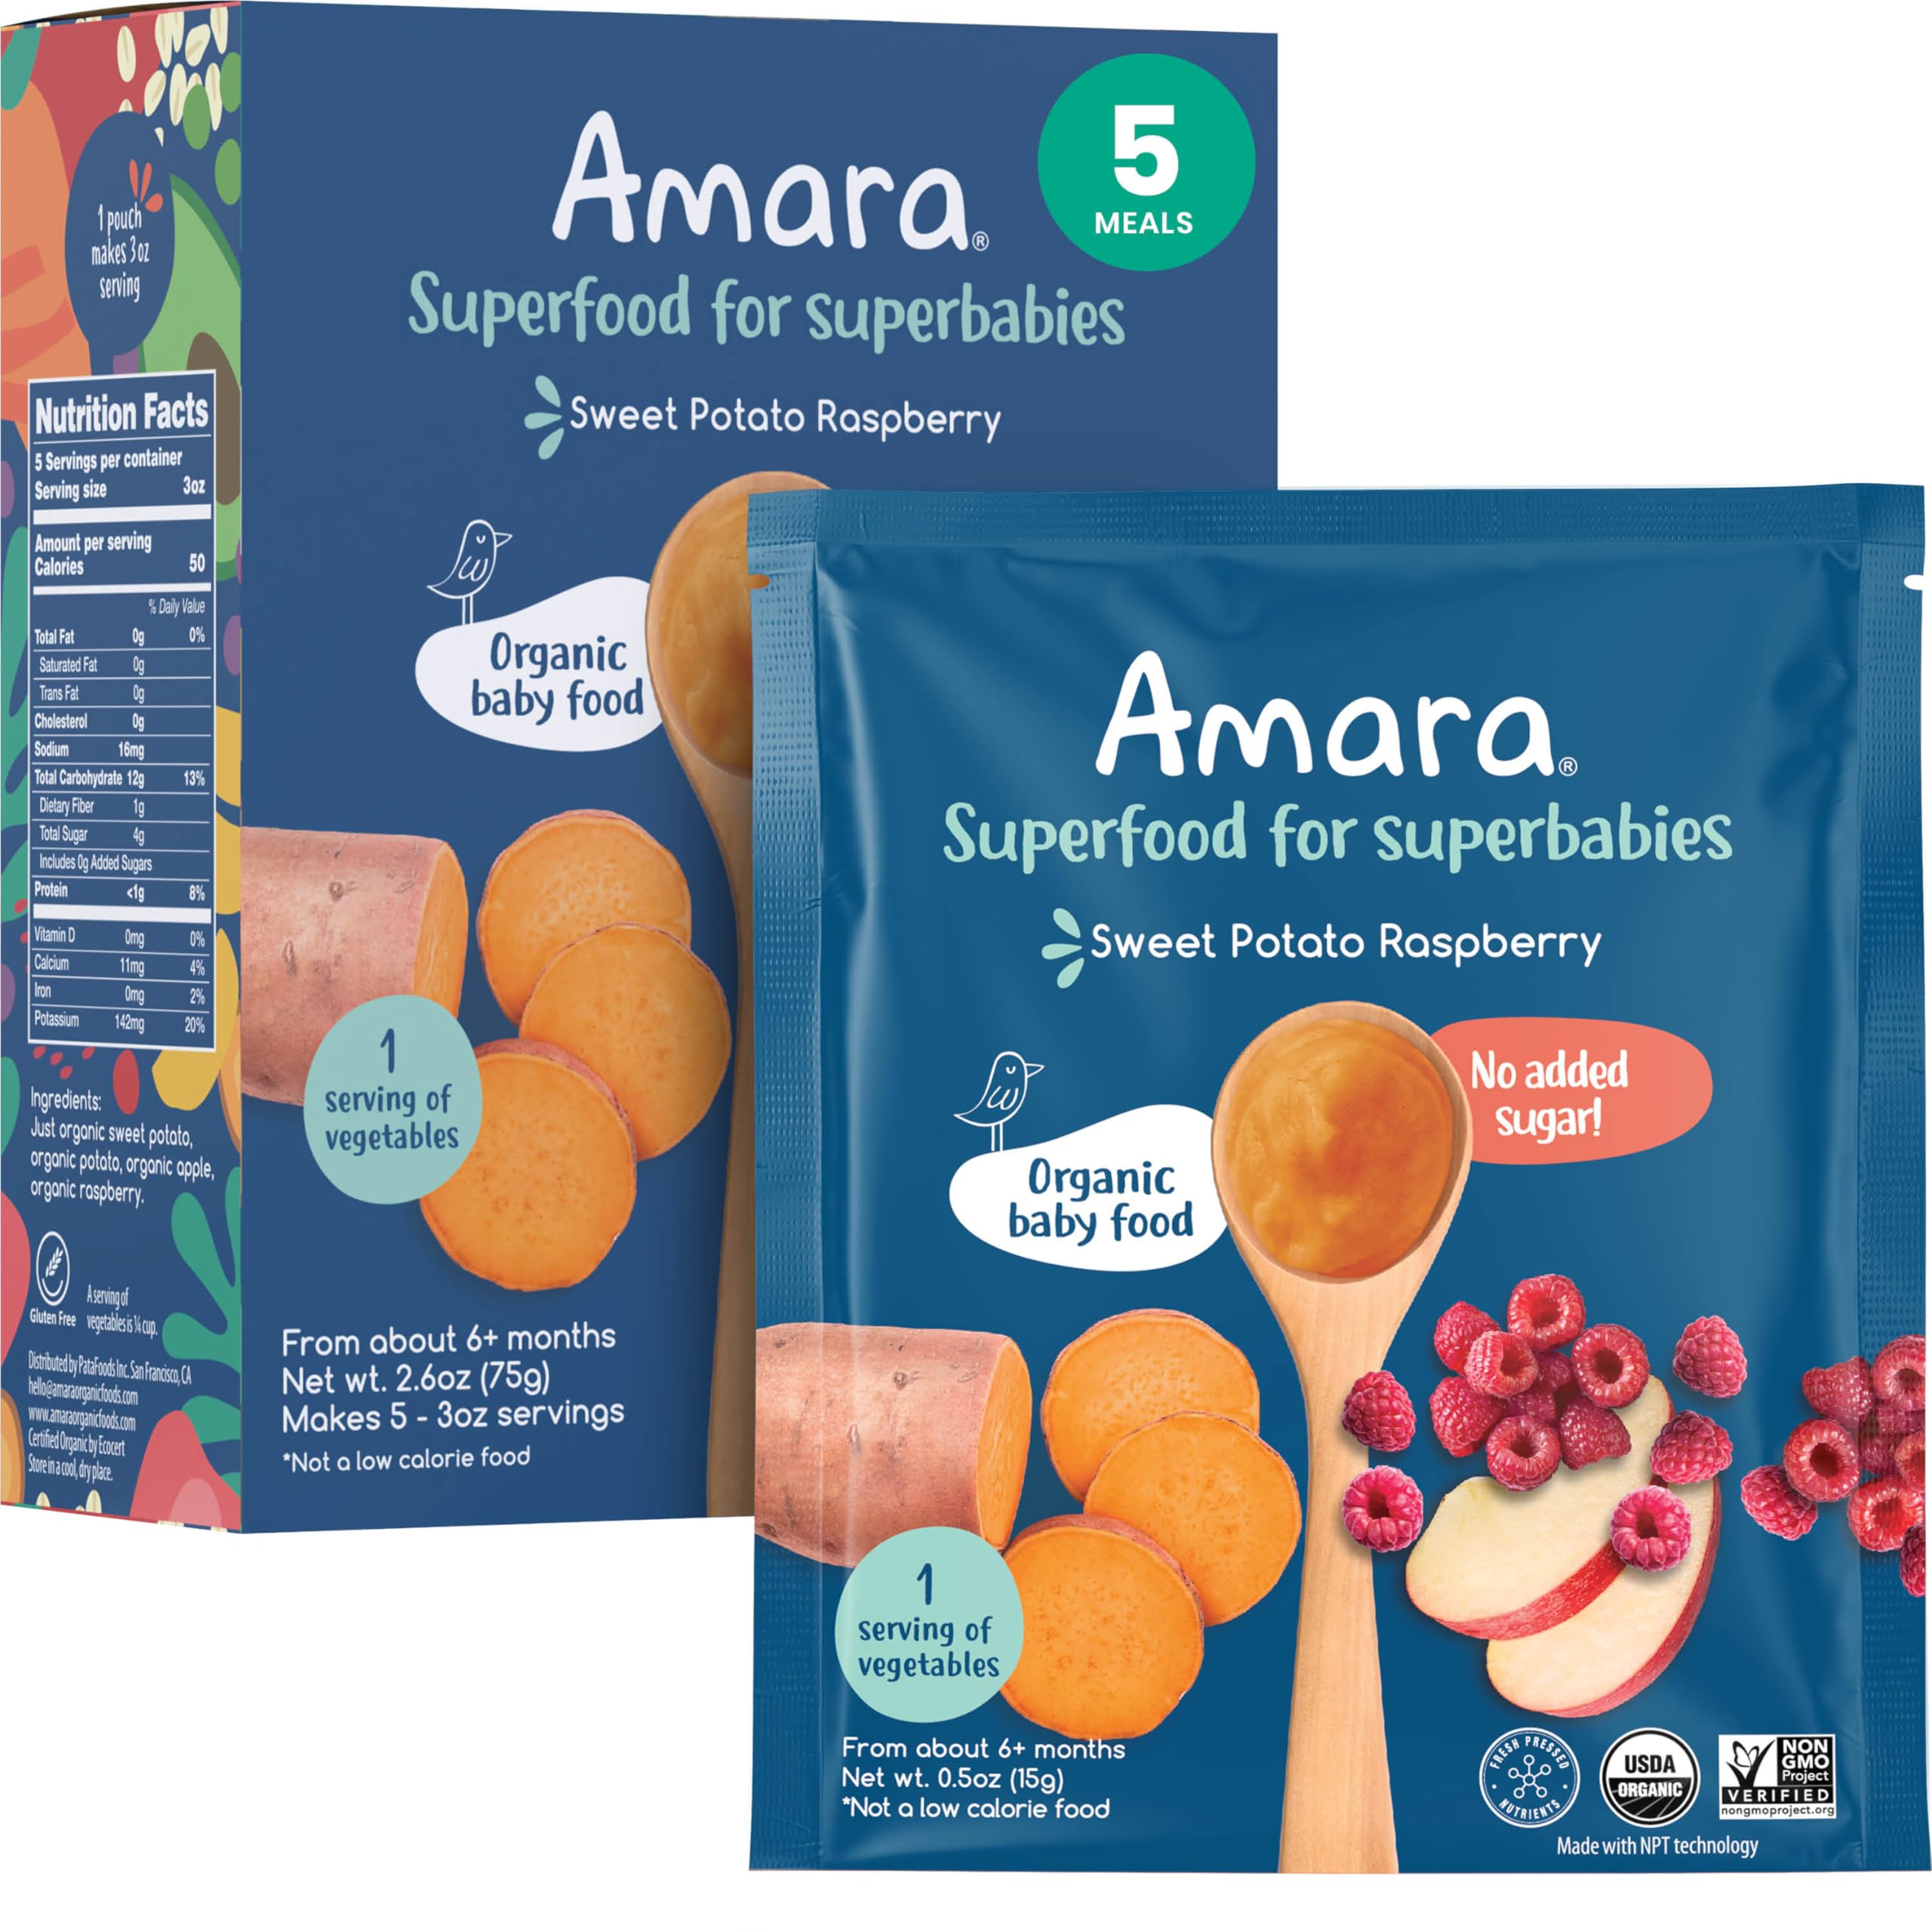 1 pouch
makes 3oz
serving
Nutrition Facts
5 Servings per container
Serving size 3oz
Amount per serving
Calories 50
% Daily Value
Total Fat 0g 0%
Saturated Fat 0g
Trans Fat 0g
Cholesterol 0g
Sodium 16mg
Total Carbohydrate 12g 13%
Dietary Fiber 1g
Total Sugar 4g
Includes 0g Added Sugars
Protein <1g 8%
Vitamin D 0mg 0%
Calcium 11mg 4%
Iron 0mg 2%
Potassium 142mg 20%
Ingredients:
Just organic sweet potato,
organic potato, organic apple,
organic raspberry.
Gluten Free
A serving of
vegetables is ¼ cup.
Distributed by PataFoods Inc. San Francisco, CA
hello@amaraorganicfoods.com
www.amaraorganicfoods.com
Certified Organic by Ecocert
Store in a cool, dry place.
Amara®
5
MEALS
Superfood for superbabies
Sweet Potato Raspberry
Organic
baby food
1
serving of
vegetables
From about 6+ months
Net wt. 2.6oz (75g)
Makes 5 - 3oz servings
*Not a low calorie food
Amara®
Superfood for superbabies
Sweet Potato Raspberry
No added
sugar!
Organic
baby food
1
serving of
vegetables
From about 6+ months
Net wt. 0.5oz (15g)
*Not a low calorie food
FRESH PRESSED
NUTRIENTS
USDA
ORGANIC
NON
GMO
Project
VERIFIED
nongmoproject.org
Made with NPT technology